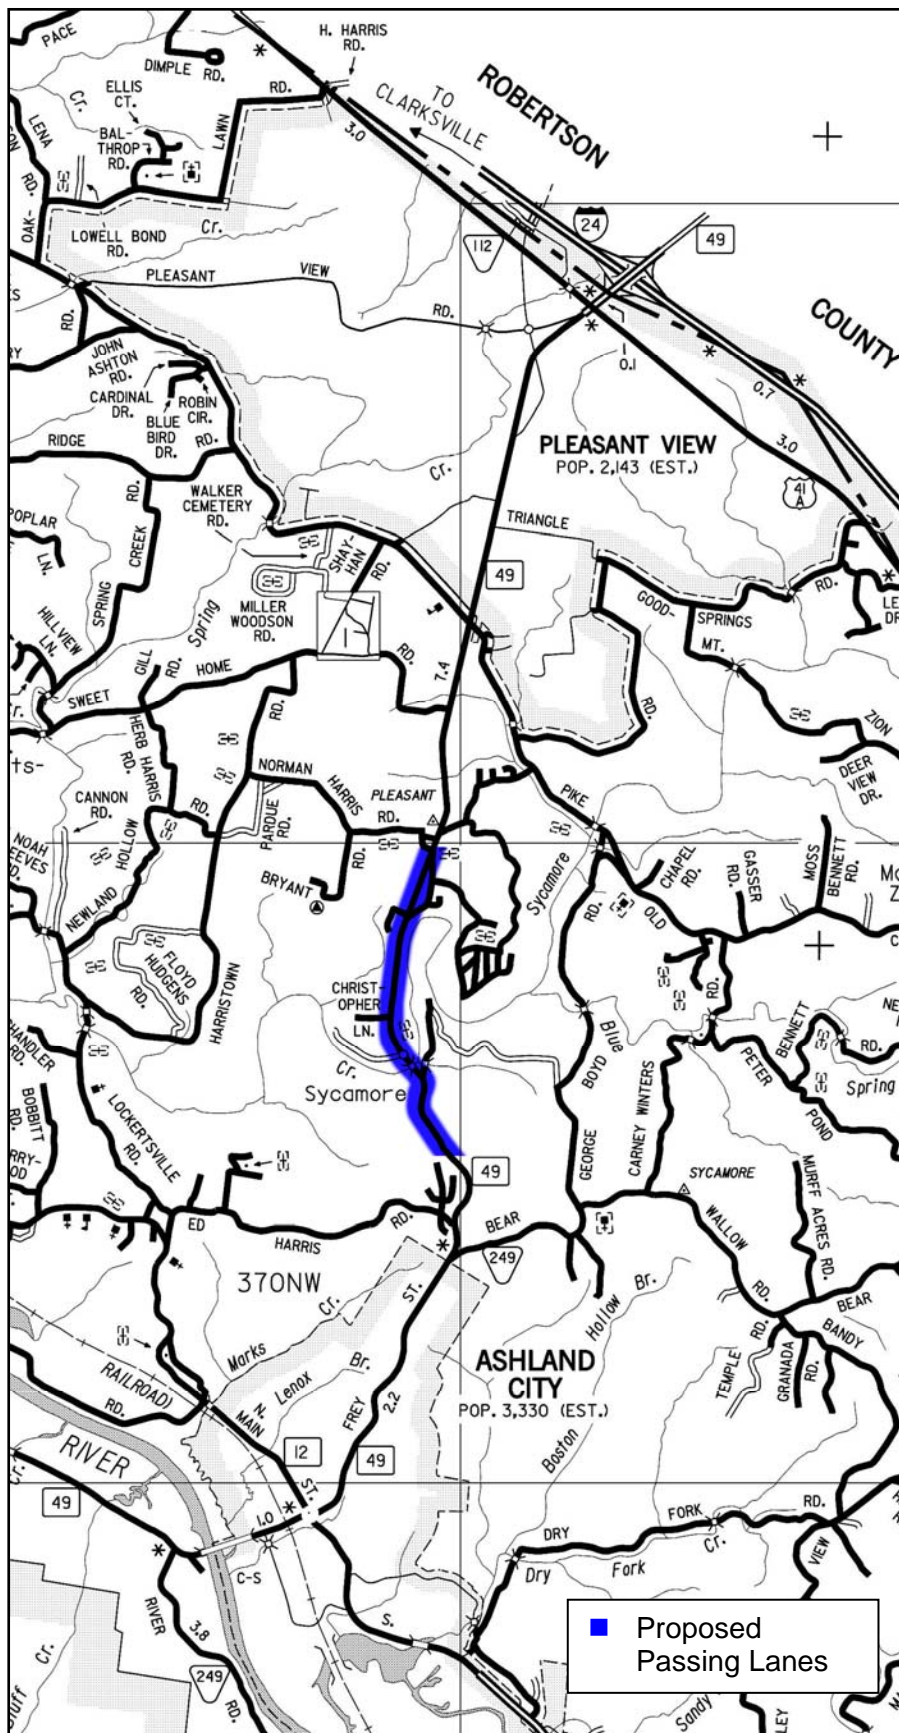 PACE
DIMPLE RD.
H. HARRIS
RD.
ROBERTSON
TO
CLARKSVILLE
3.0
ELLIS
CT.
Cr.
RD.
LAWN
LENA
RD.
BAL-
THROP
RD.
OAK-
LOWELL BOND
RD.
Cr.
24
49
112
PLEASANT
VIEW
RD.
COUNTY
0.1
0.7
3.0
RD.
JOHN
ASHTON
RD.
CARDINAL
DR.
ROBIN
CIR.
BLUE
BIRD
DR.
RD.
RIDGE
PLEASANT VIEW
POP. 2,143 (EST.)
Cr.
41
A
WALKER
CEMETERY
RD.
POPLAR
LN.
RD.
CREEK
SPRING
Spring
SHAY-
HAN
RD.
TRIANGLE
49
MILLER
WOODSON
RD.
GOOD-
SPRINGS
RD.
MT.
ZION
HILLVIEW
LN.
GILL
RD.
HOME
RD.
SWEET
7.4
RD.
HERB HARRIS
RD.
RD.
NORMAN
HARRIS
RD.
PLEASANT
RD.
PIKE
DEER
VIEW
DR.
CANNON
RD.
PARDUE
RD.
NOAH
HOLLOW
RD.
NEWLAND
BRYANT
Sycamore
CHAPEL
RD.
GASSER
RD.
MOSS
BENNETT
RD.
OLD
RD.
FLOYD
HUDGENS
RD.
HARRISTOWN
CHRIST-
OPHER
LN.
Cr.
Sycamore
BOYD
Blue
RD.
PETER
BENNETT
RD.
Spring
POND
CARNEY WINTERS
GEORGE
RD.
BOBBITT
RD.
LOCKERTSVILLE
RD.
49
SYCAMORE
MURFF
ACRES RD.
ED
HARRIS
RD.
BEAR
WALLOW
RD.
249
370NW
Cr.
Marks
ST.
Hollow
Br.
BEAR
BANDY
RD.
TEMPLE
RD.
GRANADA
ASHLAND
CITY
POP. 3,330 (EST.)
Lenox
Br.
FREY
2.2
RAILROAD)
RD.
N.
MAIN
ST.
12
49
Boston
RIVER
Cr.
49
1.0
DRY
FORK
RD.
Dry
Fork
Cr.
VIEW
C-S
RIVER
3.8
249
RD.
S.
Cr.
Sandy
Proposed
Passing Lanes